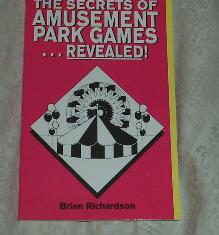 THE SECRETS OF
AMUSEMENT
PARK GAMES
...REVEALED!
Brian Richardson